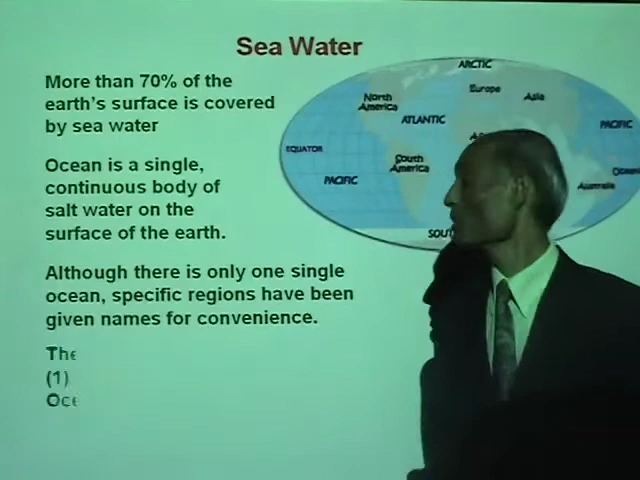 Sea Water
More than 70% of the
earth's surface is covered
by sea water
Ocean is a single,
continuous body of
salt water on the
surface of the earth.
Although there is only one single
ocean, specific regions have been
given names for convenience.
(1)
ARCTIC
North
America
Europe
Asia
ATLANTIC
PACIFIC
EQUATOR
South
America
PACIFIC
Australia